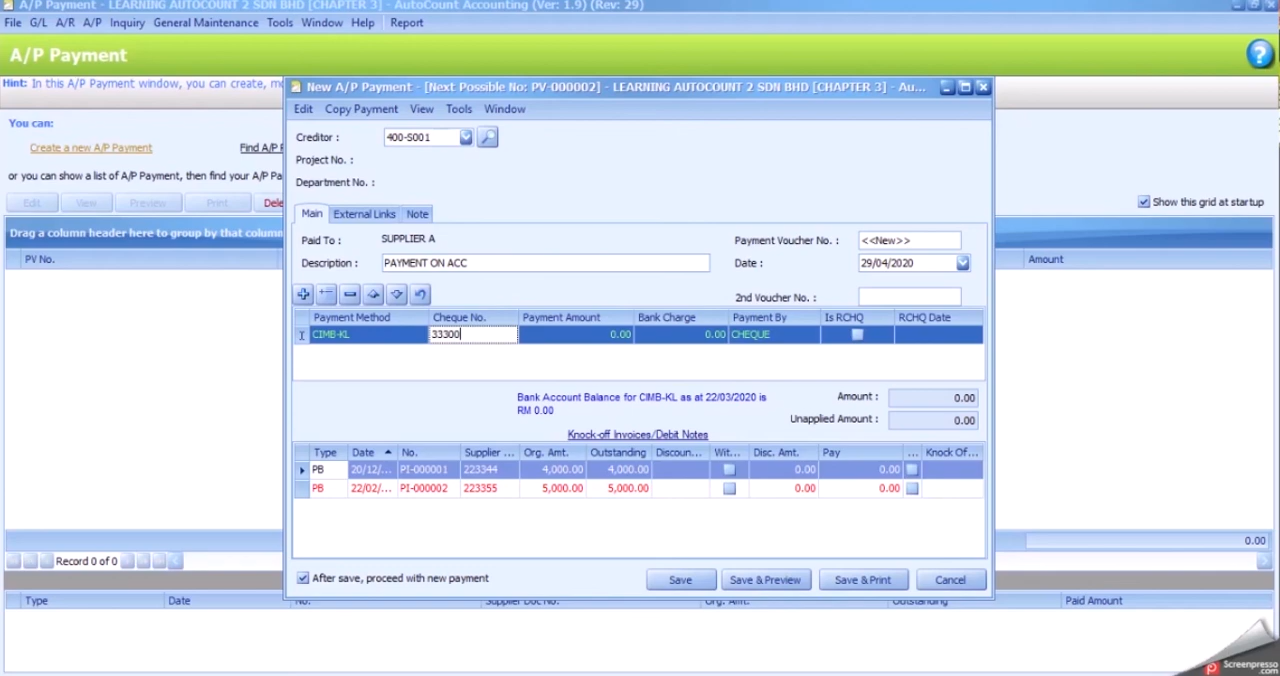 A/P Payment - LEARNING AUTOCOUNT 2 SDN BHD [CHAPTER 3] - AutoCount Accounting (Ver: 1.9) (Rev: 29)
File G/L A/R A/P Inquiry General Maintenance Tools Window Help Report
A/P Payment
Hint: In this A/P Payment window, you can create, mo
You can:
Create a new A/P Payment Find A/P P
or you can show a list of A/P Payment, then find your A/P Pa
Edit View Preview Print Dele
Show this grid at startup
Drag a column header here to group by that column
PV No. Amount
New A/P Payment - [Next Possible No: PV-000002] - LEARNING AUTOCOUNT 2 SDN BHD [CHAPTER 3] - Au...
Edit Copy Payment View Tools Window
Creditor : 400-S001
Project No. :
Department No. :
Main External Links Note
Paid To : SUPPLIER A Payment Voucher No. : <<New>>
Description : PAYMENT ON ACC Date : 29/04/2020
2nd Voucher No. :
Payment Method Cheque No. Payment Amount Bank Charge Payment By Is RCHQ RCHQ Date
CIMB-KL 33300 0.00 0.00 CHEQUE
Bank Account Balance for CIMB-KL as at 22/03/2020 is
RM 0.00
Amount : 0.00
Unapplied Amount : 0.00
Knock-off Invoices/Debit Notes
Type Date No. Supplier ... Org. Amt. Outstanding Discoun... Wit... Disc. Amt. Pay ... Knock Of...
PB 20/12/... PI-000001 223344 4,000.00 4,000.00 0.00 0.00
PB 22/02/... PI-000002 223355 5,000.00 5,000.00 0.00 0.00
After save, proceed with new payment Save Save & Preview Save & Print Cancel
0.00
Record 0 of 0
Type Date No. Supplier Doc No. Org. Amt. Outstanding Paid Amount
Screenpresso
.com